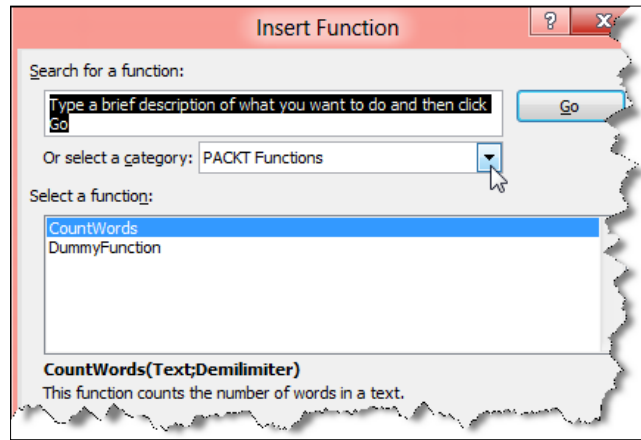 Insert Function
? X
Search for a function:
Type a brief description of what you want to do and then click
Go
Go
Or select a category: PACKT Functions
Select a function:
CountWords
DummyFunction
CountWords(Text;Demilimiter)
This function counts the number of words in a text.